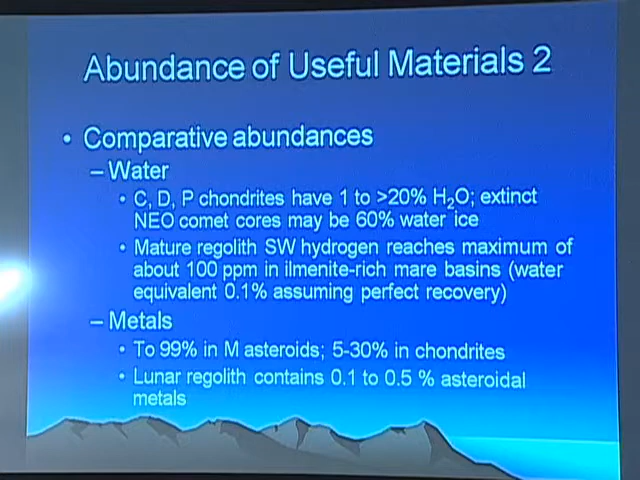 Abundance of Useful Materials 2
• Comparative abundances
– Water
• C, D, P chondrites have 1 to >20% H₂O; extinct
NEO comet cores may be 60% water ice
• Mature regolith SW hydrogen reaches maximum of
about 100 ppm in ilmenite-rich mare basins (water
equivalent 0.1% assuming perfect recovery)
– Metals
• To 99% in M asteroids; 5-30% in chondrites
• Lunar regolith contains 0.1 to 0.5 % asteroidal
metals